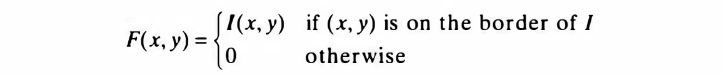 F(x, y) = { I(x, y) if (x, y) is on the border of I
0 otherwise